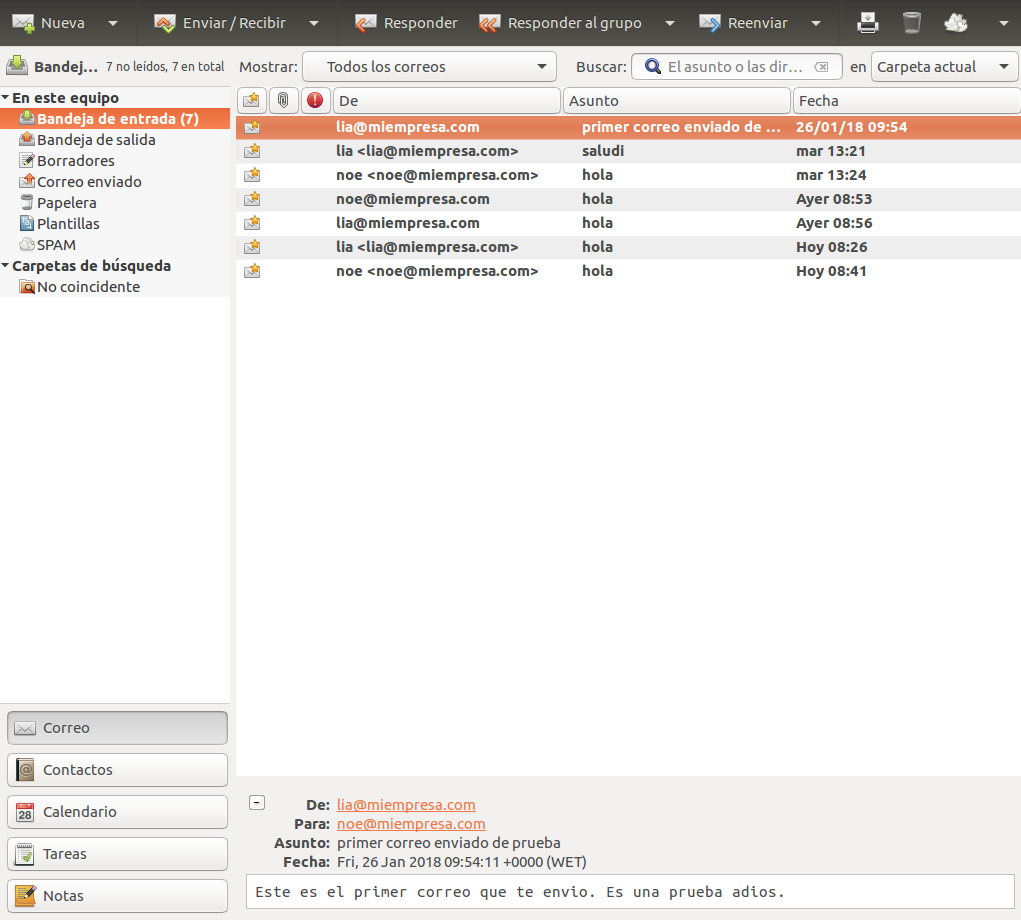 Nueva Enviar / Recibir Responder Responder al grupo Reenviar
Bandej... 7 no leídos, 7 en total Mostrar: Todos los correos Buscar: El asunto o las dir... en Carpeta actual
En este equipo
Bandeja de entrada (7)
Bandeja de salida
Borradores
Correo enviado
Papelera
Plantillas
SPAM
Carpetas de búsqueda
No coincidente
De Asunto Fecha
lia@miempresa.com primer correo enviado de ... 26/01/18 09:54
lia <lia@miempresa.com> saludi mar 13:21
noe <noe@miempresa.com> hola mar 13:24
noe@miempresa.com hola Ayer 08:53
lia@miempresa.com hola Ayer 08:56
lia <lia@miempresa.com> hola Hoy 08:26
noe <noe@miempresa.com> hola Hoy 08:41
Correo
Contactos
28 Calendario
Tareas
Notas
De: lia@miempresa.com
Para: noe@miempresa.com
Asunto: primer correo enviado de prueba
Fecha: Fri, 26 Jan 2018 09:54:11 +0000 (WET)
Este es el primer correo que te envio. Es una prueba adios.